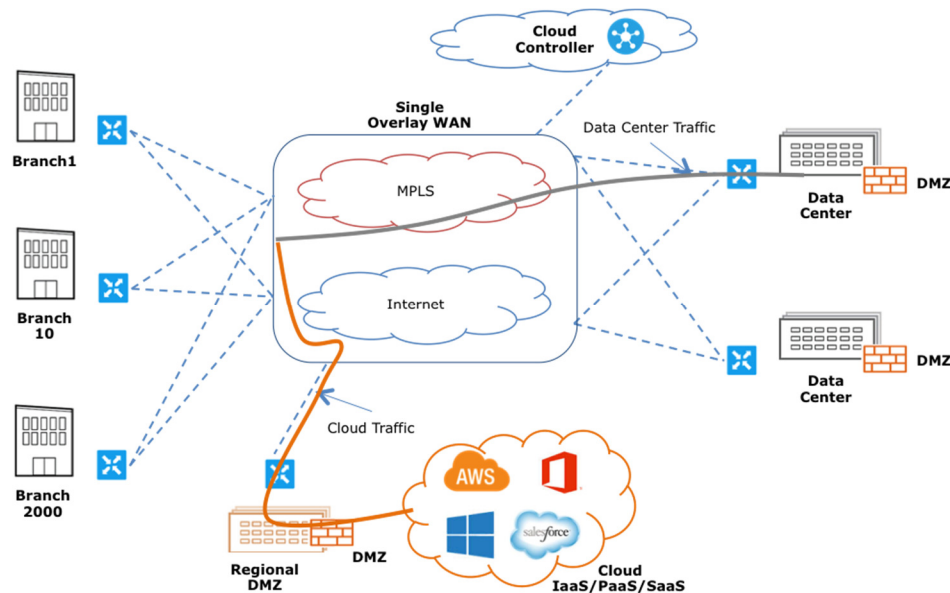 Cloud
Controller
Single
Overlay WAN
Data Center Traffic
Branch1
MPLS
DMZ
Data
Center
Branch
10
Internet
DMZ
Data
Center
Cloud Traffic
AWS
Branch
2000
salesforce
DMZ
Regional
DMZ
Cloud
IaaS/PaaS/SaaS